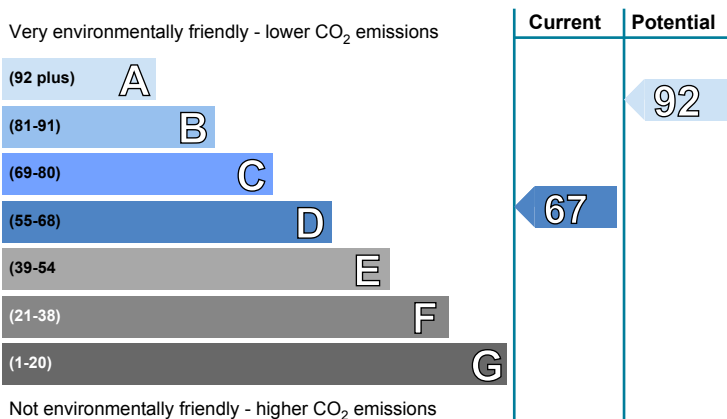 Current Potential
Very environmentally friendly - lower CO2 emissions
(92 plus) A
92
(81-91) B
(69-80) C
(55-68) D
67
(39-54 E
(21-38) F
(1-20) G
Not environmentally friendly - higher CO2 emissions